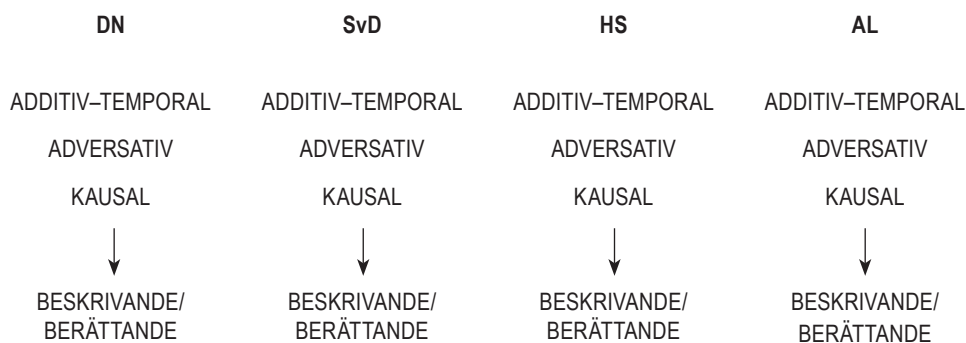 DN SvD HS AL
ADDITIV–TEMPORAL ADDITIV–TEMPORAL ADDITIV–TEMPORAL ADDITIV–TEMPORAL
ADVERSATIV ADVERSATIV ADVERSATIV ADVERSATIV
KAUSAL KAUSAL KAUSAL KAUSAL
BESKRIVANDE/ BESKRIVANDE/ BESKRIVANDE/ BESKRIVANDE/
BERÄTTANDE BERÄTTANDE BERÄTTANDE BERÄTTANDE